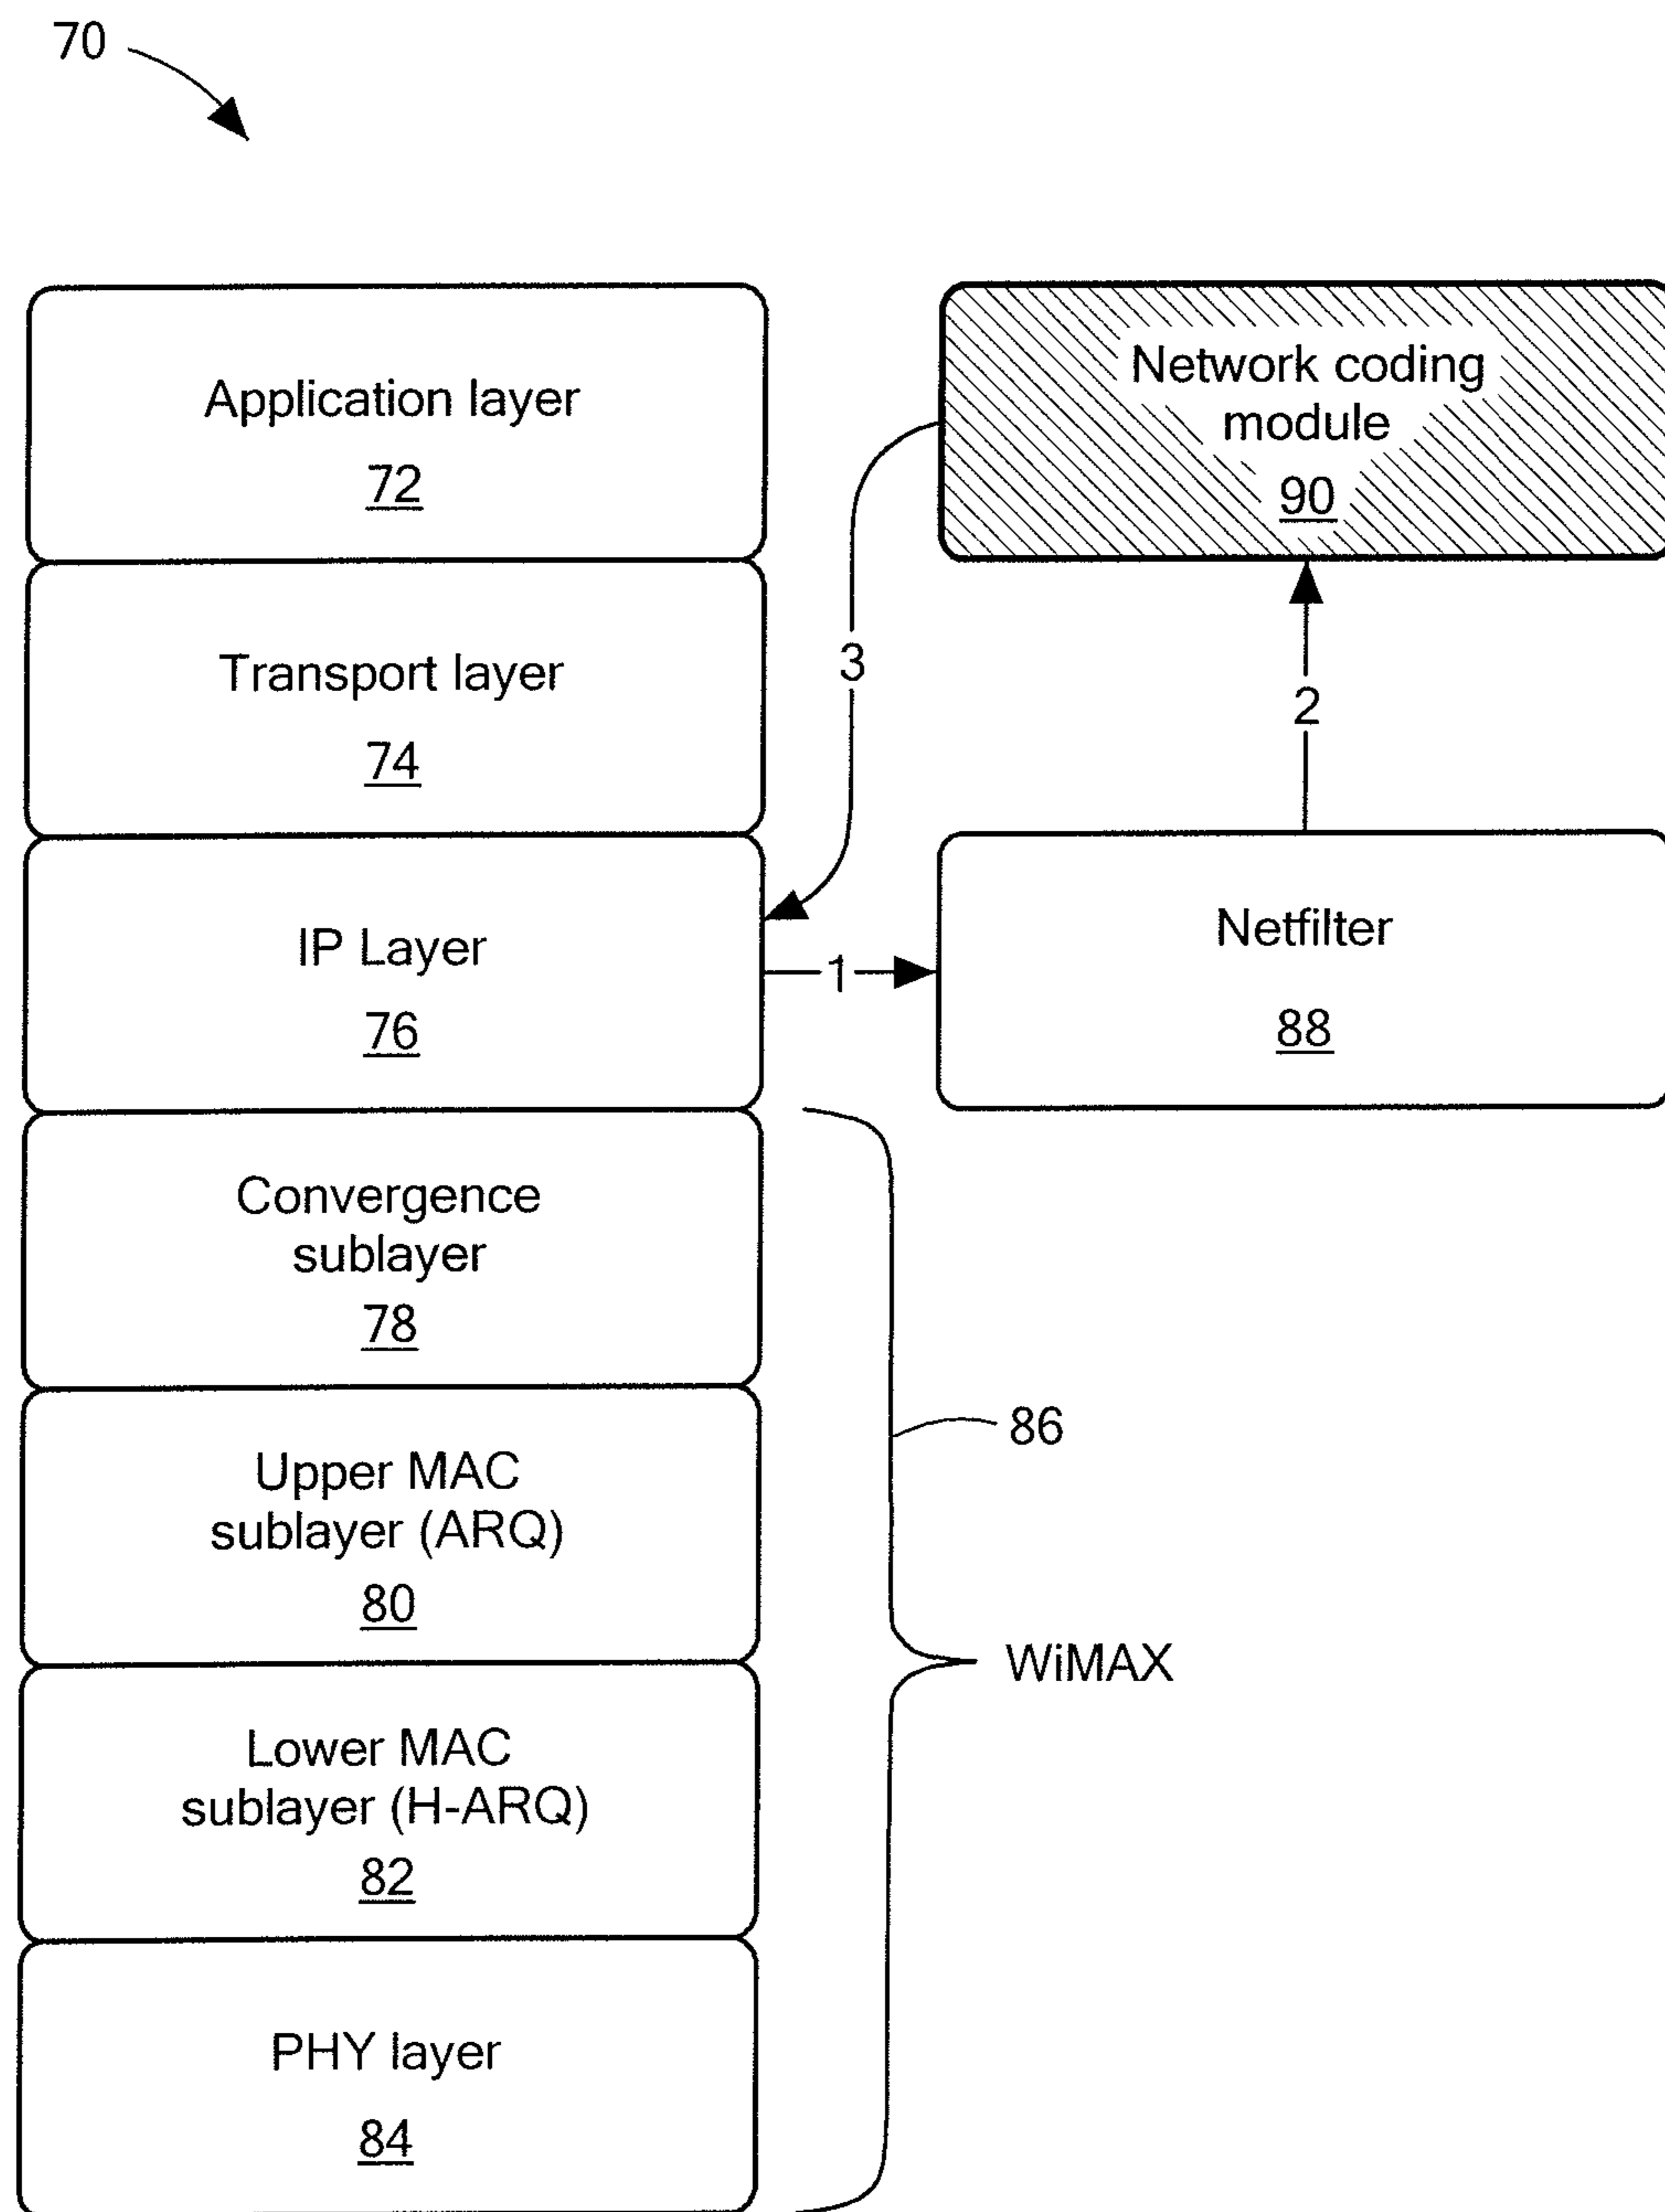 70
Application layer
72
Transport layer
74
IP Layer
76
Convergence
sublayer
78
Upper MAC
sublayer (ARQ)
80
Lower MAC
sublayer (H-ARQ)
82
PHY layer
84
Network coding
module
90
3
2
1
Netfilter
88
86
WiMAX